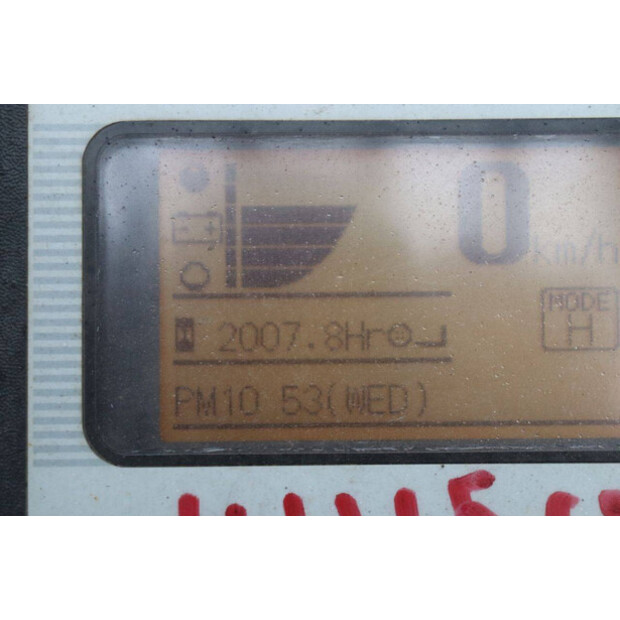 0 km/h
MODE
H
2007.8Hr
PM10 53(WED)